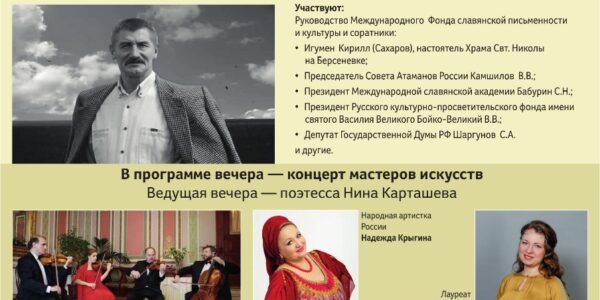 Участвуют:
Руководство Международного Фонда славянской письменности
и культуры и соратники:
• Игумен Кирилл (Сахаров), настоятель Храма Свт. Николы
на Берсеневке;
• Председатель Совета Атаманов России Камшилов В.В.;
• Президент Международной славянской академии Бабурин С.Н.;
• Президент Русского культурно-просветительского фонда имени
святого Василия Великого Бойко-Великий В.В.;
• Депутат Государственной Думы РФ Шаргунов С.А.
и другие.
В программе вечера — концерт мастеров искусств
Ведущая вечера — поэтесса Нина Карташева
Народная артистка
России
Надежда Крыгина
Лауреат